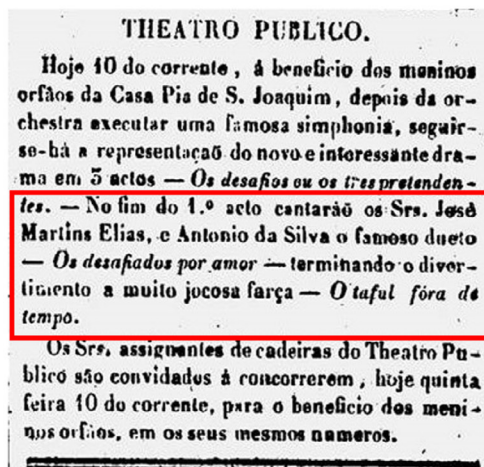 THEATRO PUBLICO.
Hoje 10 do corrente, á beneficio dos meninos
orfãos da Casa Pia de S. Joaquim, depois da or-
chestra executar uma famosa simphonia, seguir-
se-há a representaçaõ do novo e interessante dra-
ma em 5 actos — Os desafios ou os tres pretenden-
tes. — No fim do 1.º acto cantaráõ os Srs. José
Martins Elias, e Antonio da Silva o famoso dueto
— Os desafiados por amor — terminando o diver-
timento a muito jocosa farça — O taful fóra de
tempo.
Os Srs. assignantes de cadeiras do Theatro Pu-
blico são convidados á concorrerem, hoje quinta
feira 10 do corrente, para o beneficio dos meni-
nos orfãos, em os seus mesmos numeros.